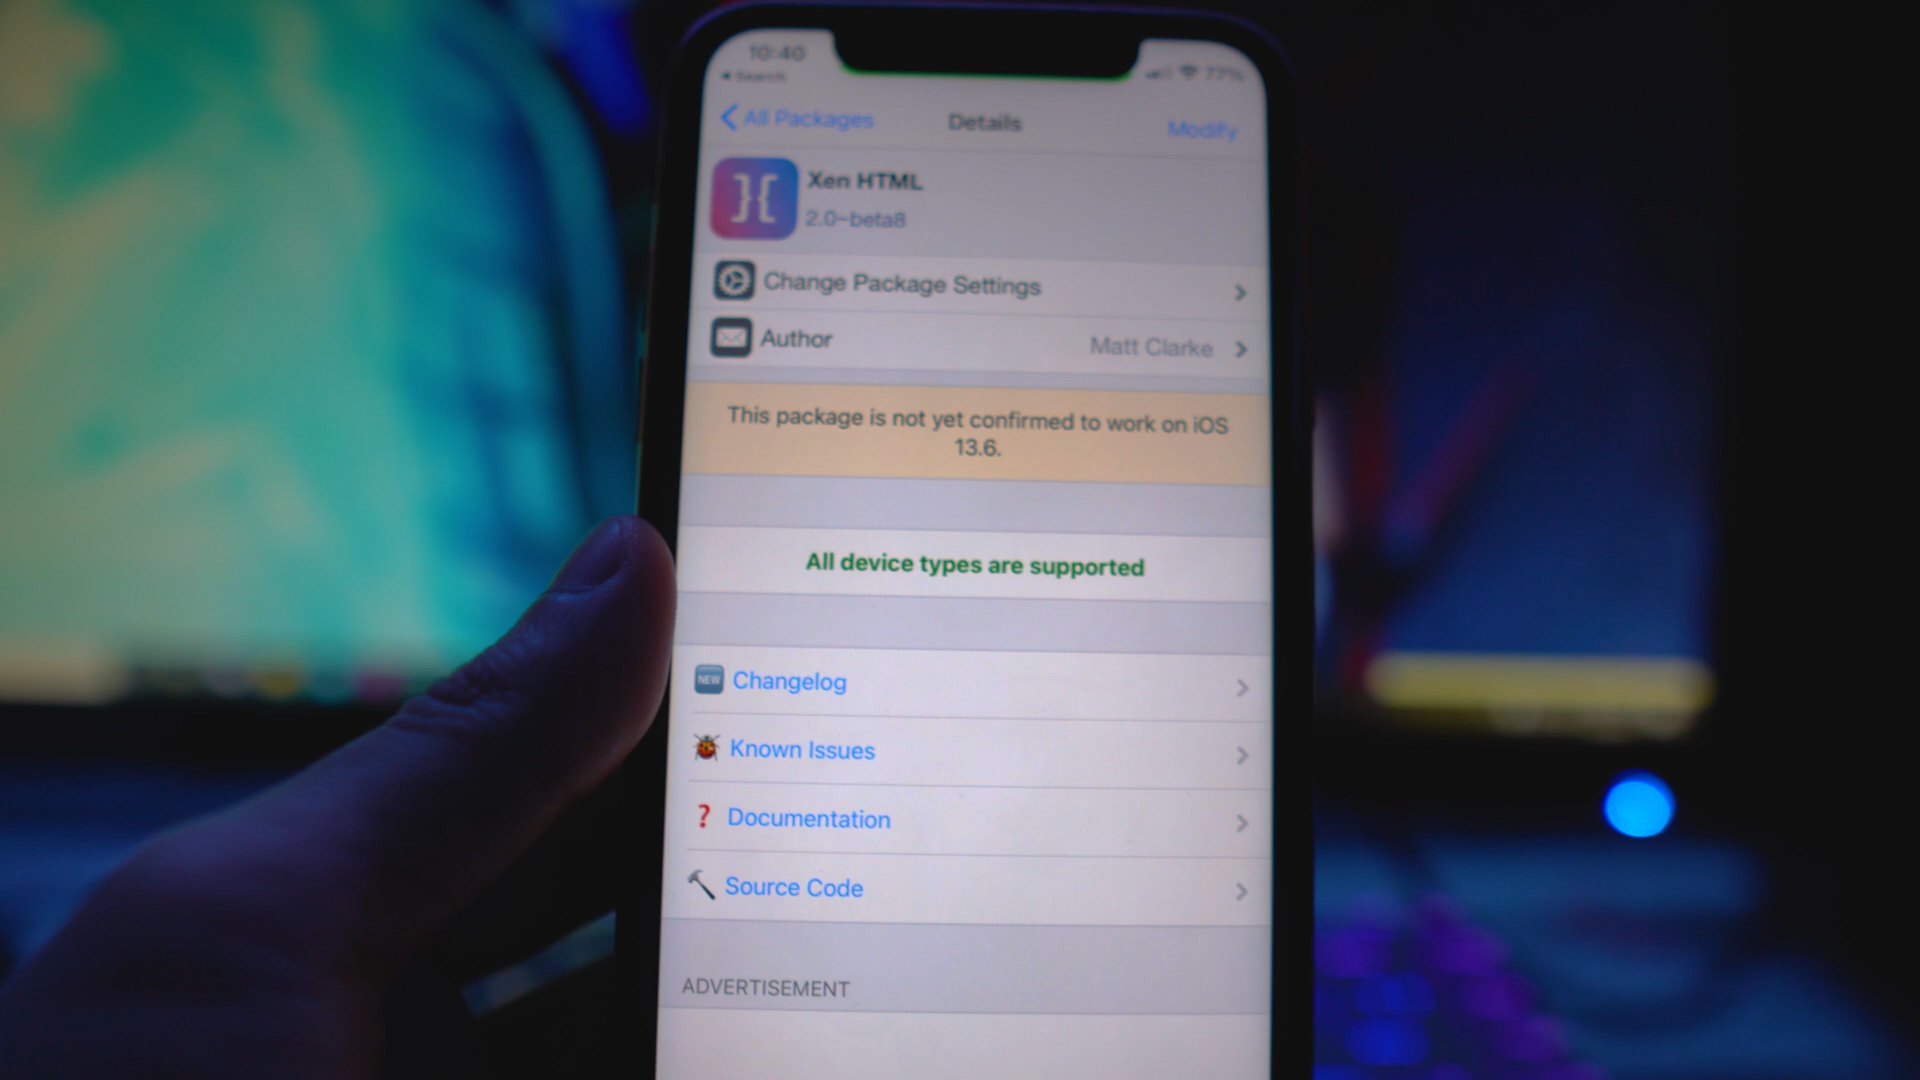 10:40
77%
Search
All Packages
Details
Modify
Xen HTML
2.0~beta8
Change Package Settings
Author
Matt Clarke
This package is not yet confirmed to work on iOS
13.6.
All device types are supported
NEW
Changelog
Known Issues
Documentation
Source Code
ADVERTISEMENT